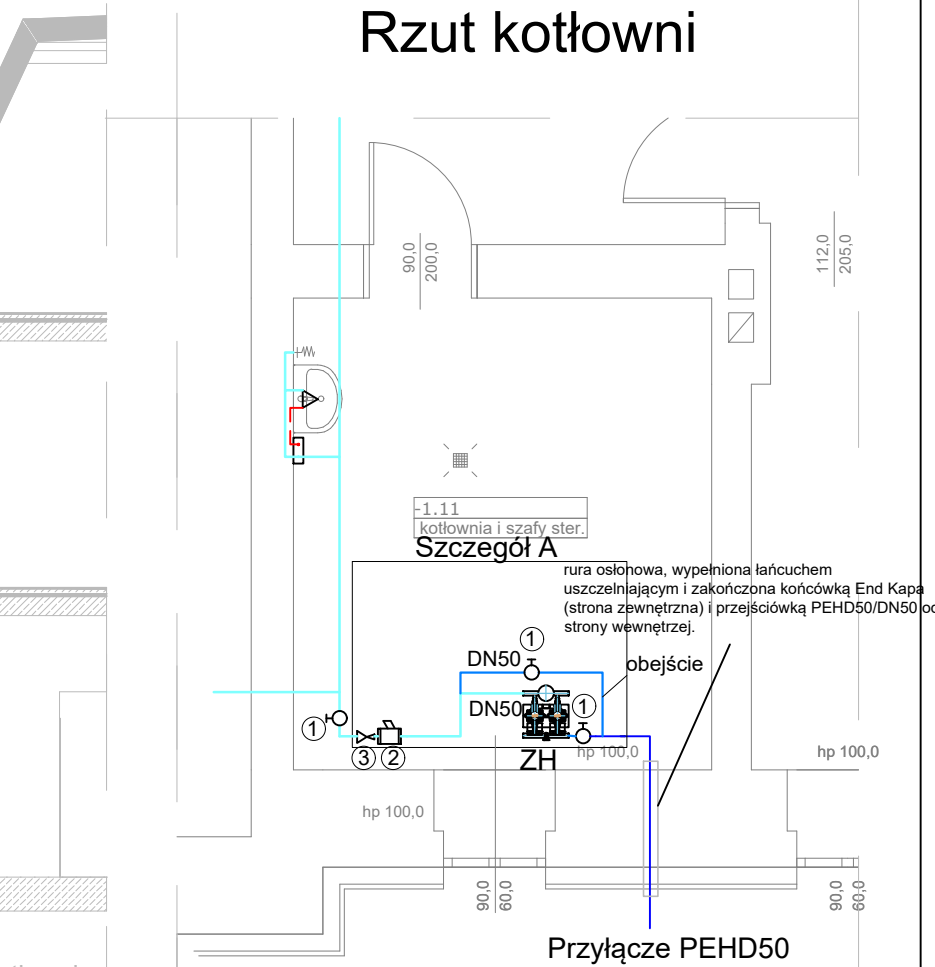 Rzut kotłowni
90,0
200,0
112,0
205,0
-1.11
kotłownia i szafy ster.
Szczegół A
rura osłonowa, wypełniona łańcuchem
uszczelniającym i zakończona końcówką End Kapa
(strona zewnętrzna) i przejściówką PEHD50/DN50 od
strony wewnętrzej.
1
DN50
obejście
DN50
1
1
3
2
ZH
hp 100,0
hp 100,0
hp 100,0
90,0
60,0
90,0
60,0
Przyłącze PEHD50